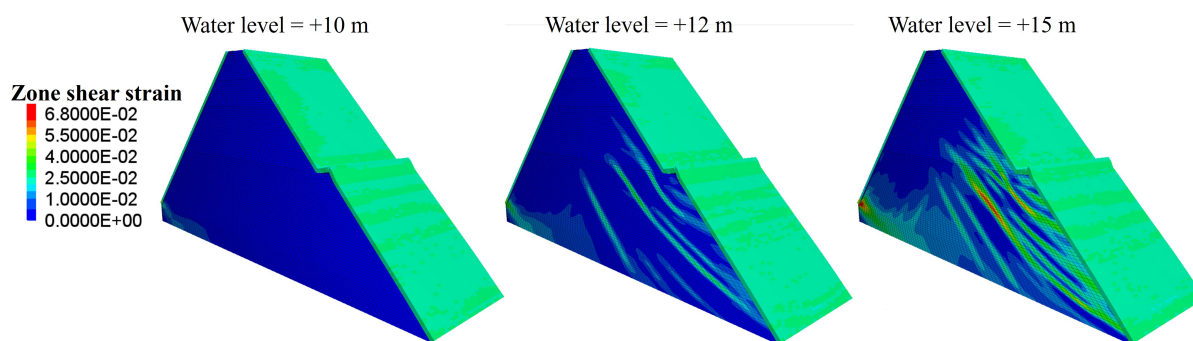 Water level = +10 m
Water level = +12 m
Water level = +15 m
Zone shear strain
6.8000E-02
5.5000E-02
4.0000E-02
2.5000E-02
1.0000E-02
0.0000E+00